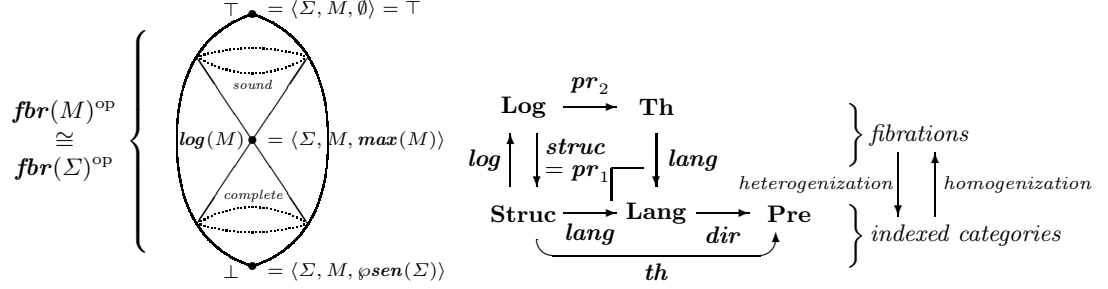 ⊤ = ⟨Σ, M, ∅⟩ = ⊤
sound
fbr(M)^op
≅
fbr(Σ)^op
log(M) = ⟨Σ, M, max(M)⟩
complete
⊥ = ⟨Σ, M, ℘sen(Σ)⟩
pr₂
Log Th
log struc
= pr₁ lang
Struc Lang Pre
lang dir
th
fibrations
heterogenization homogenization
indexed categories